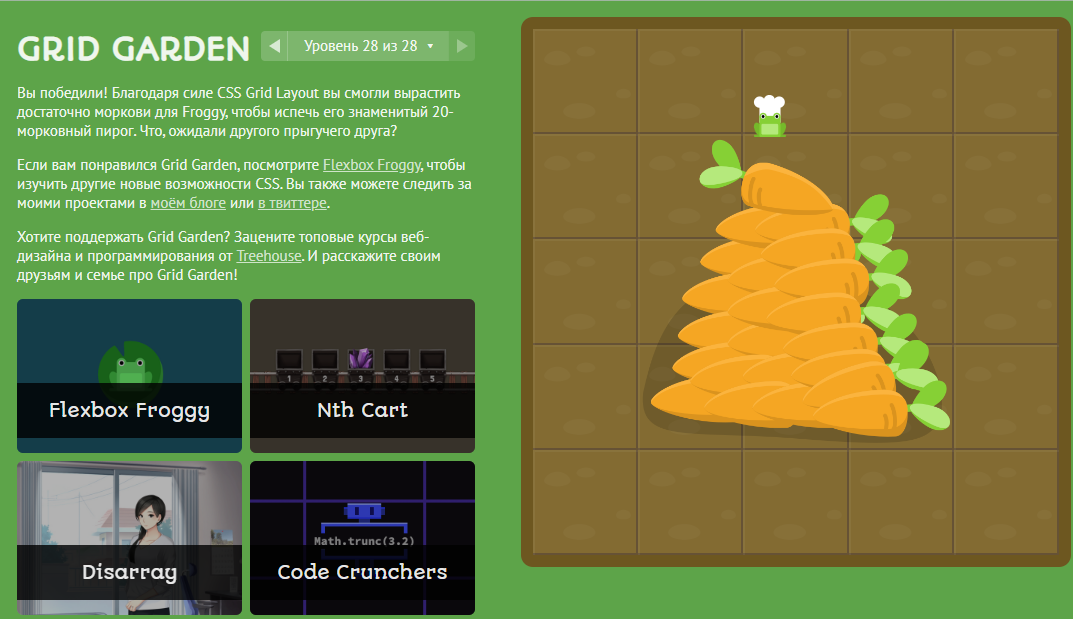 GRID GARDEN
Уровень 28 из 28
Вы победили! Благодаря силе CSS Grid Layout вы смогли вырастить
достаточно моркови для Froggy, чтобы испечь его знаменитый 20-
морковный пирог. Что, ожидали другого прыгучего друга?
Если вам понравился Grid Garden, посмотрите Flexbox Froggy, чтобы
изучить другие новые возможности CSS. Вы также можете следить за
моими проектами в моём блоге или в твиттере.
Хотите поддержать Grid Garden? Зацените топовые курсы веб-
дизайна и программирования от Treehouse. И расскажите своим
друзьям и семье про Grid Garden!
Flexbox Froggy
1 2 3 4 5
Nth Cart
Disarray
Math.trunc(3.2)
Code Crunchers